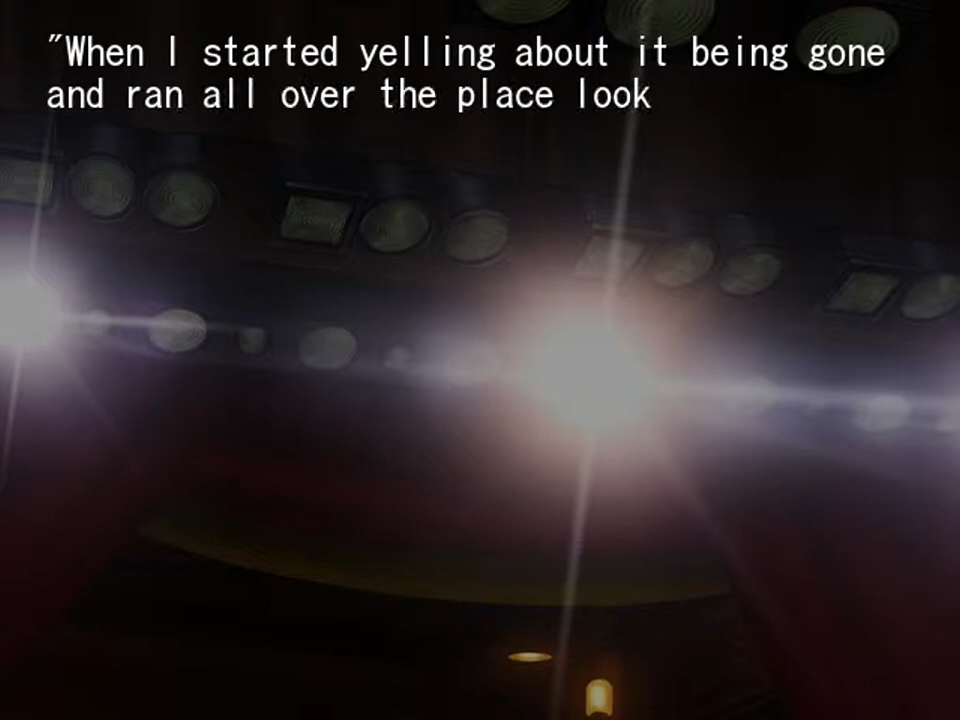 "When I started yelling about it being gone
and ran all over the place look